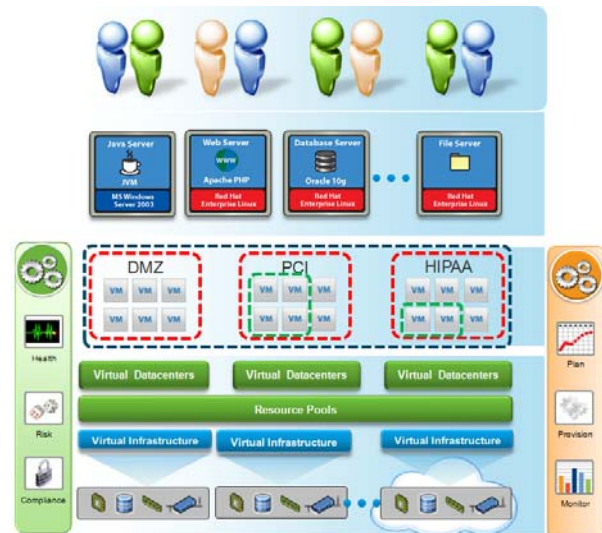 Java Server
JVM
MS Windows
Server 2003
Web Server
www
Apache PHP
Red Hat
Enterprise Linux
Database Server
Oracle 10g
Red Hat
Enterprise Linux
File Server
Red Hat
Enterprise Linux
DMZ
VM VM VM
VM VM VM
PCI
VM VM VM
VM VM VM
HIPAA
VM VM VM
VM VM VM
Health
Risk
Compliance
Virtual Datacenters
Virtual Datacenters
Virtual Datacenters
Resource Pools
Virtual Infrastructure
Virtual Infrastructure
Virtual Infrastructure
Plan
Provision
Monitor